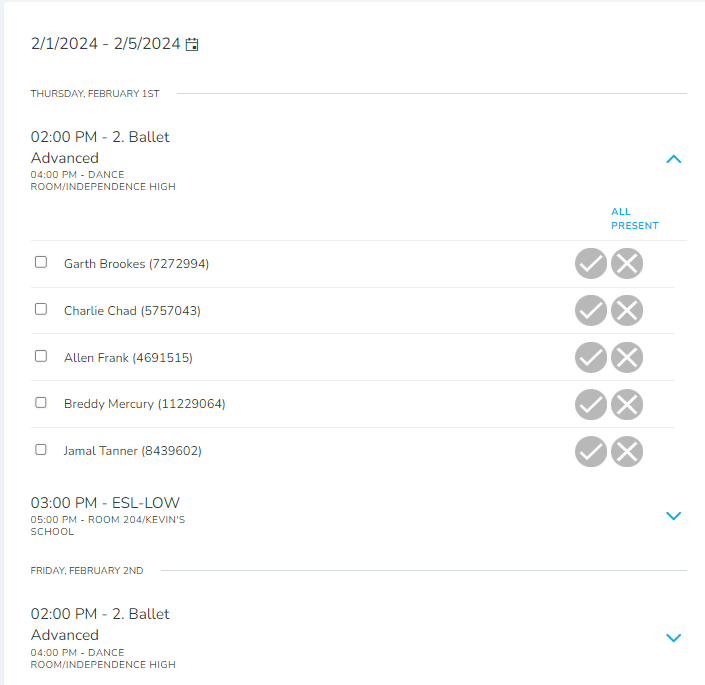 2/1/2024 - 2/5/2024
THURSDAY, FEBRUARY 1ST
02:00 PM - 2. Ballet
Advanced
04:00 PM - DANCE
ROOM/INDEPENDENCE HIGH
ALL
PRESENT
Garth Brookes (7272994)
Charlie Chad (5757043)
Allen Frank (4691515)
Breddy Mercury (11229064)
Jamal Tanner (8439602)
03:00 PM - ESL-LOW
05:00 PM - ROOM 204/KEVIN'S
SCHOOL
FRIDAY, FEBRUARY 2ND
02:00 PM - 2. Ballet
Advanced
04:00 PM - DANCE
ROOM/INDEPENDENCE HIGH